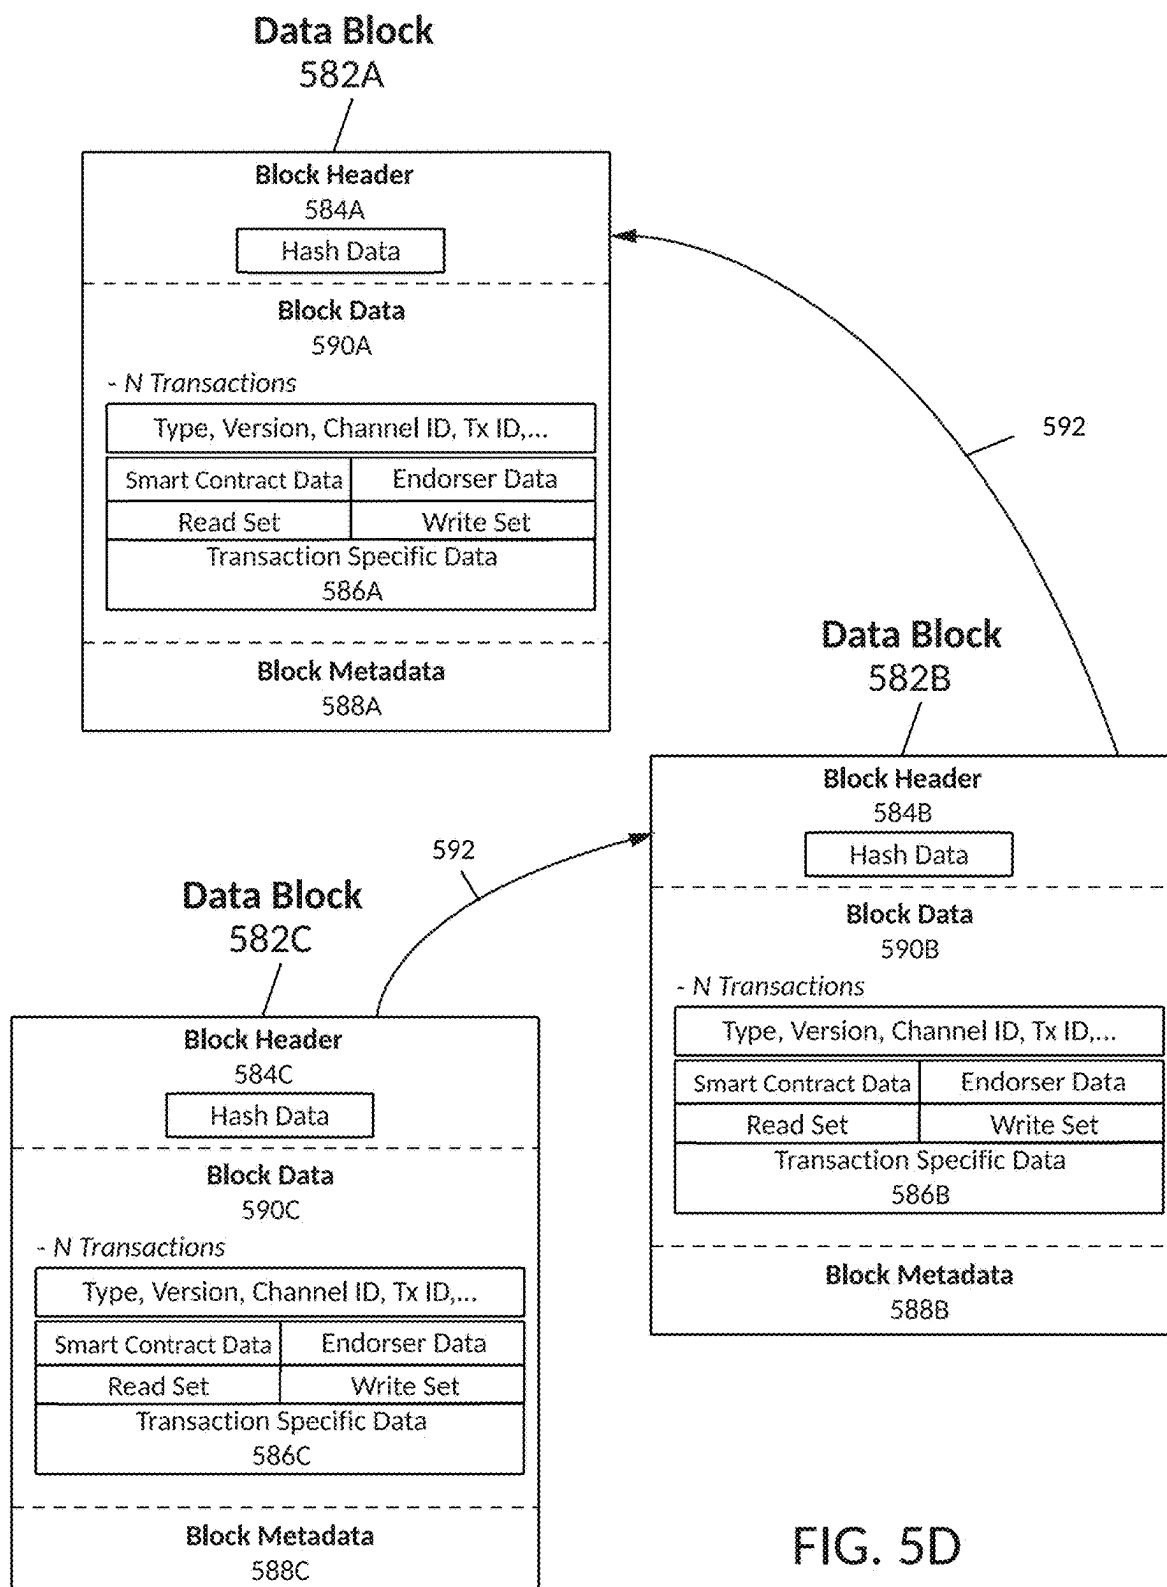 Data Block
582A
Block Header
584A
Hash Data
Block Data
590A
- N Transactions
Type, Version, Channel ID, Tx ID,...
Smart Contract Data
Endorser Data
Read Set
Write Set
Transaction Specific Data
586A
Block Metadata
588A
592
Data Block
582B
Block Header
584B
Hash Data
Block Data
590B
- N Transactions
Type, Version, Channel ID, Tx ID,...
Smart Contract Data
Endorser Data
Read Set
Write Set
Transaction Specific Data
586B
Block Metadata
588B
592
Data Block
582C
Block Header
584C
Hash Data
Block Data
590C
- N Transactions
Type, Version, Channel ID, Tx ID,...
Smart Contract Data
Endorser Data
Read Set
Write Set
Transaction Specific Data
586C
Block Metadata
588C
FIG. 5D